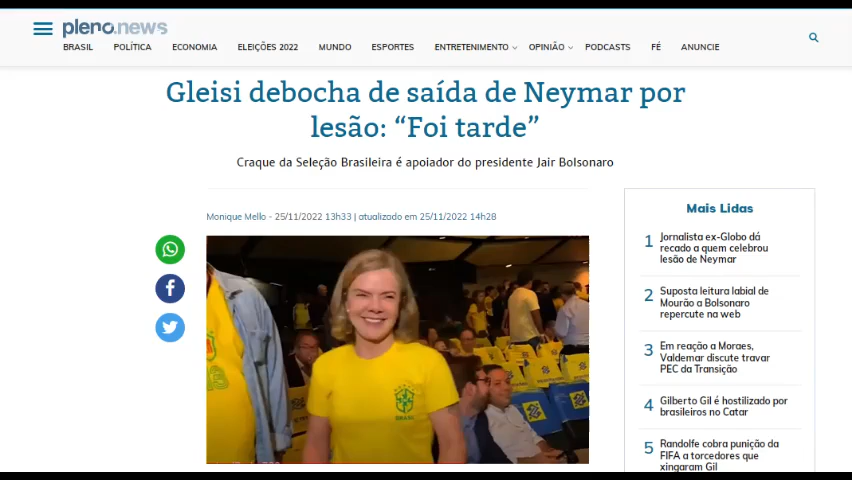 pleno.news
BRASIL POLÍTICA ECONOMIA ELEIÇÕES 2022 MUNDO ESPORTES ENTRETENIMENTO OPINIÃO PODCASTS FÉ ANUNCIE
Gleisi debocha de saída de Neymar por
lesão: “Foi tarde”
Craque da Seleção Brasileira é apoiador do presidente Jair Bolsonaro
Monique Mello - 25/11/2022 13h33 | atualizado em 25/11/2022 14h28
Mais Lidas
1 Jornalista ex-Globo dá
recado a quem celebrou
lesão de Neymar
2 Suposta leitura labial de
Mourão a Bolsonaro
repercute na web
3 Em reação a Moraes,
Valdemar discute travar
PEC da Transição
4 Gilberto Gil é hostilizado por
brasileiros no Catar
5 Randolfe cobra punição da
FIFA a torcedores que
xingaram Gil